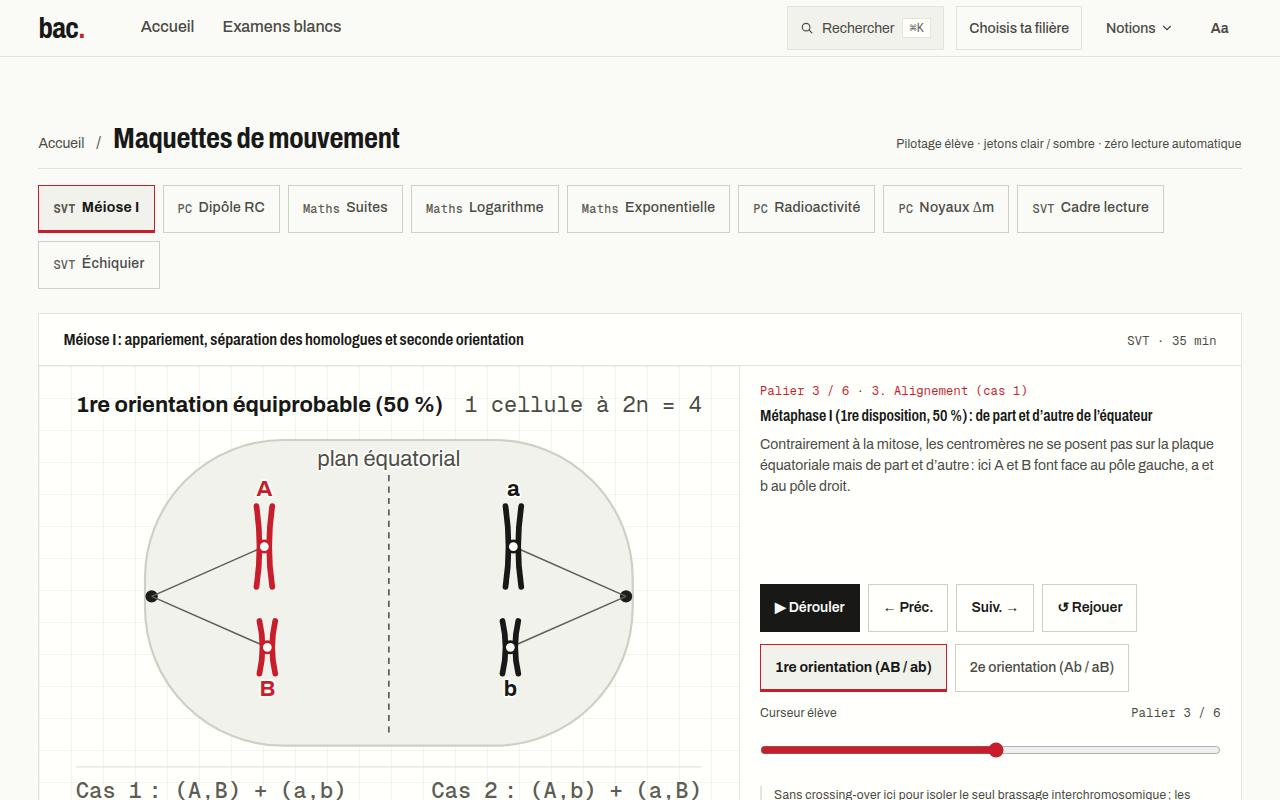 bac. Accueil Examens blancs Rechercher ⌘K Choisis ta filière Notions Aa
Accueil / Maquettes de mouvement Pilotage élève · jetons clair / sombre · zéro lecture automatique
SVT Méiose I PC Dipôle RC Maths Suites Maths Logarithme Maths Exponentielle PC Radioactivité PC Noyaux Δm SVT Cadre lecture
SVT Échiquier
Méiose I : appariement, séparation des homologues et seconde orientation SVT · 35 min
1re orientation équiprobable (50 %) 1 cellule à 2n = 4
plan équatorial
A a
B b
Cas 1 : (A,B) + (a,b) Cas 2 : (A,b) + (a,B)
Palier 3 / 6 · 3. Alignement (cas 1)
Métaphase I (1re disposition, 50 %) : de part et d'autre de l'équateur
Contrairement à la mitose, les centromères ne se posent pas sur la plaque
équatoriale mais de part et d'autre : ici A et B font face au pôle gauche, a et
b au pôle droit.
▶ Dérouler ← Préc. Suiv. → ↺ Rejouer
1re orientation (AB / ab) 2e orientation (Ab / aB)
Curseur élève Palier 3 / 6
Sans crossing-over ici pour isoler le seul brassage interchromosomique ; les